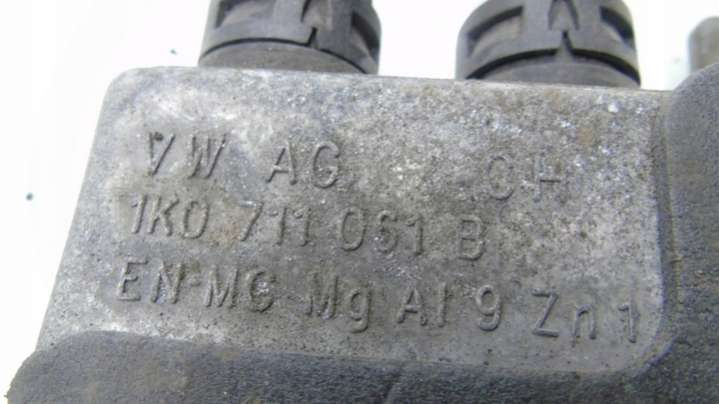 VW AG CH
1K0 711 061 B
EN-MC Mg Al 9 Zn 1